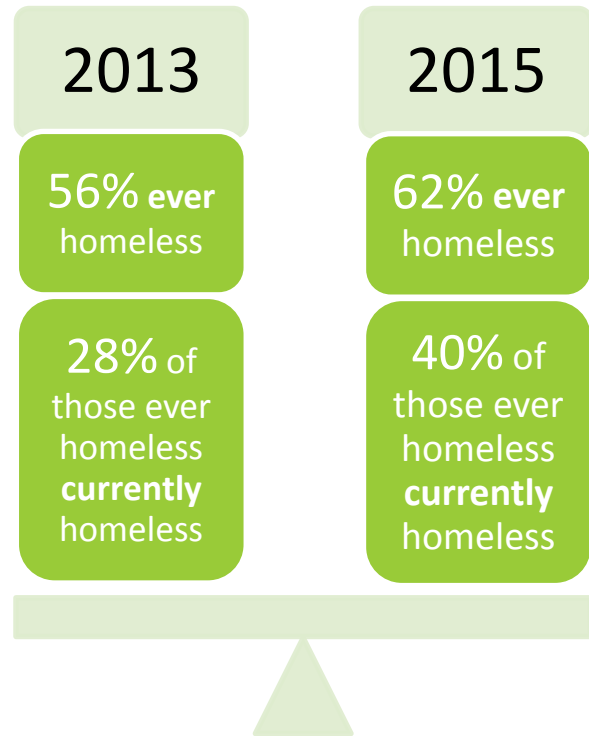 2013
56% ever
homeless
28% of
those ever
homeless
currently
homeless
2015
62% ever
homeless
40% of
those ever
homeless
currently
homeless